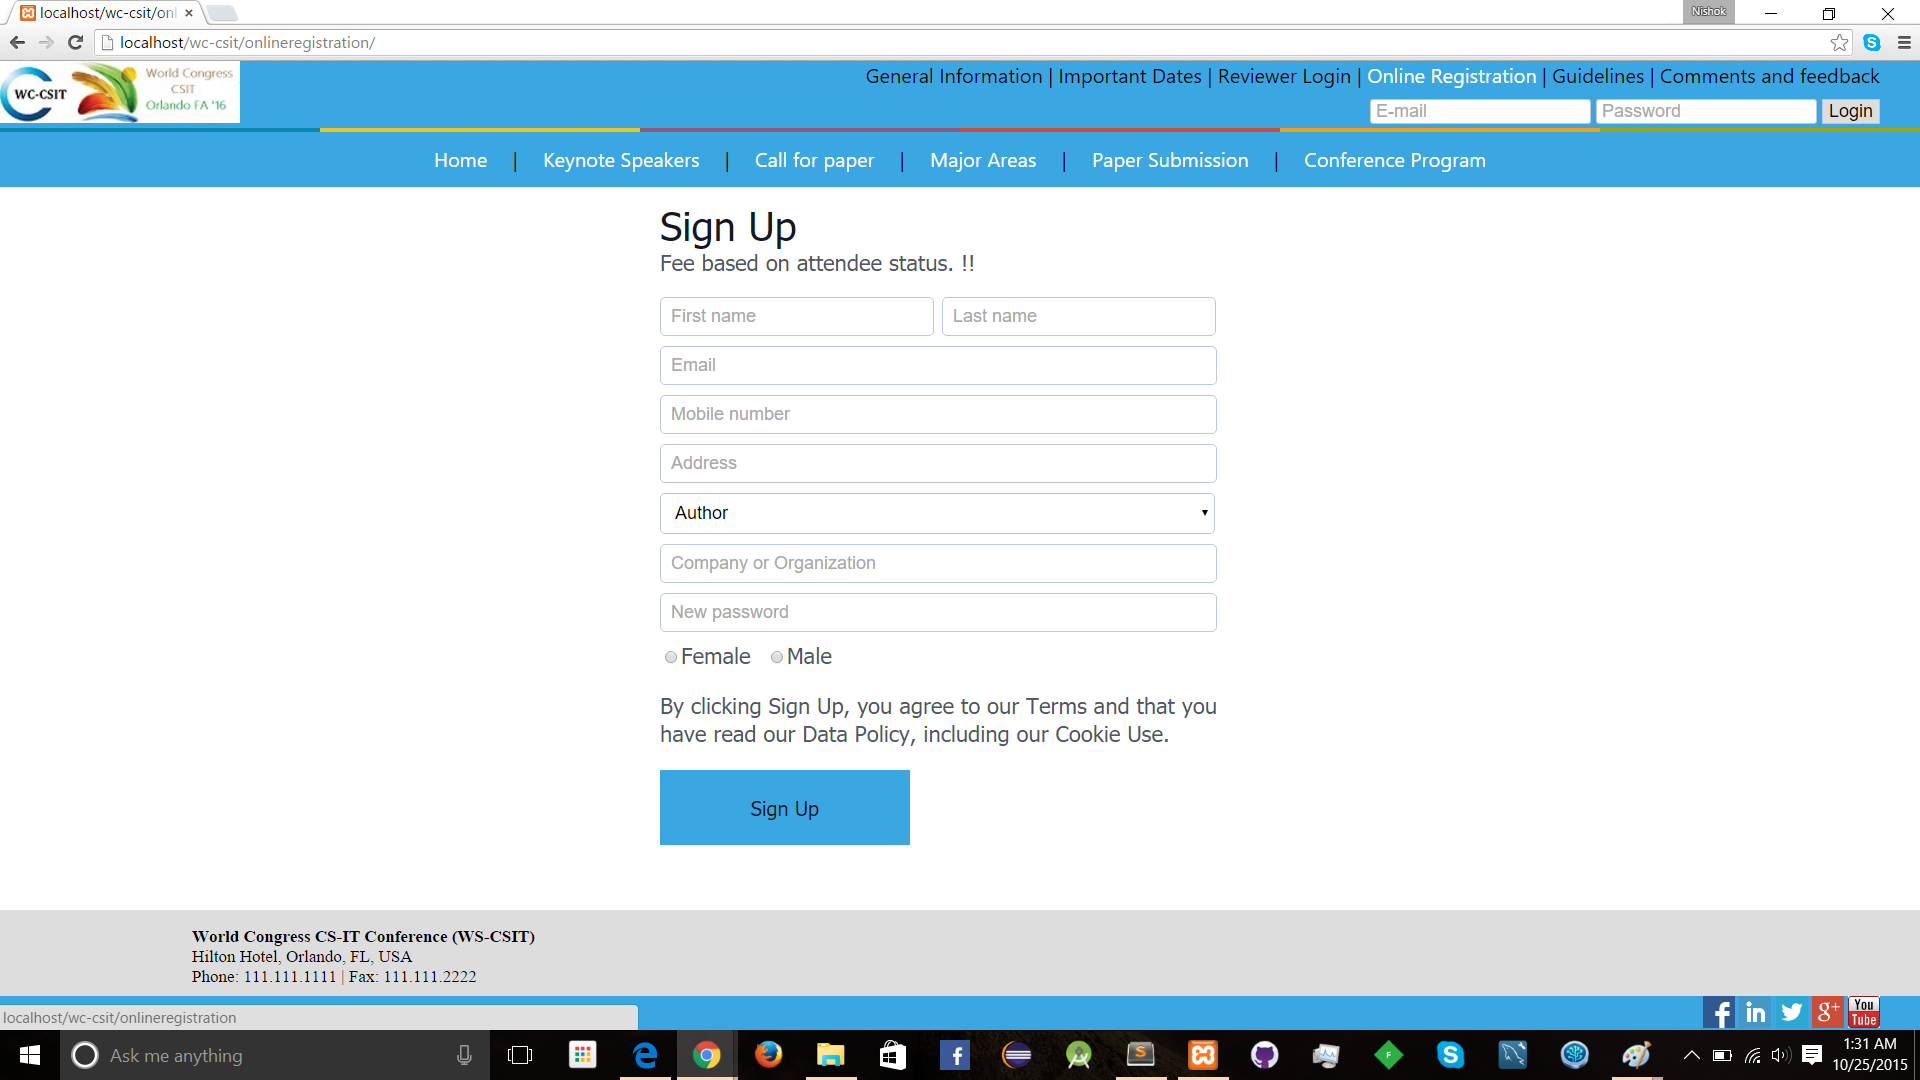 localhost/wc-csit/onl
Nishok
localhost/wc-csit/onlineregistration/
WC-CSIT
World Congress
CSIT
Orlando FA '16
General Information | Important Dates | Reviewer Login | Online Registration | Guidelines | Comments and feedback
E-mail Password Login
Home | Keynote Speakers | Call for paper | Major Areas | Paper Submission | Conference Program
Sign Up
Fee based on attendee status. !!
First name Last name
Email
Mobile number
Address
Author
Company or Organization
New password
Female Male
By clicking Sign Up, you agree to our Terms and that you
have read our Data Policy, including our Cookie Use.
Sign Up
World Congress CS-IT Conference (WS-CSIT)
Hilton Hotel, Orlando, FL, USA
Phone: 111.111.1111 | Fax: 111.111.2222
localhost/wc-csit/onlineregistration
You
Tube
Ask me anything
1:31 AM
10/25/2015